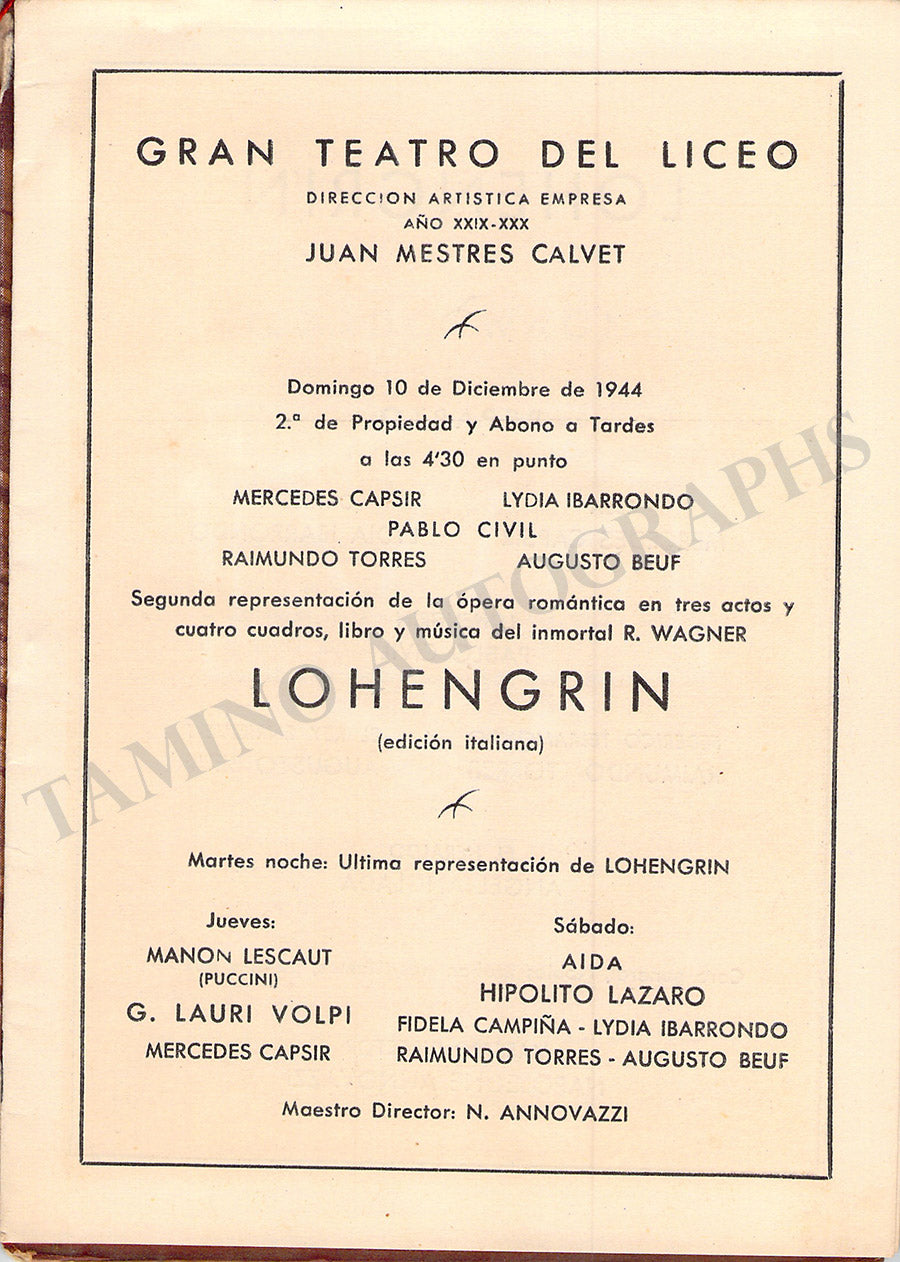 GRAN TEATRO DEL LICEO
DIRECCION ARTISTICA EMPRESA
AÑO XXIX-XXX
JUAN MESTRES CALVET
Domingo 10 de Diciembre de 1944
2.ª de Propiedad y Abono a Tardes
a las 4'30 en punto
MERCEDES CAPSIR LYDIA IBARRONDO
PABLO CIVIL
RAIMUNDO TORRES AUGUSTO BEUF
Segunda representación de la ópera romántica en tres actos y
cuatro cuadros, libro y música del inmortal R. WAGNER
LOHENGRIN
(edición italiana)
Martes noche: Ultima representación de LOHENGRIN
Jueves:
MANON LESCAUT
(PUCCINI)
G. LAURI VOLPI
MERCEDES CAPSIR
Sábado:
AIDA
HIPOLITO LAZARO
FIDELA CAMPIÑA - LYDIA IBARRONDO
RAIMUNDO TORRES - AUGUSTO BEUF
Maestro Director: N. ANNOVAZZI
TAMINO AUTOGRAPHS